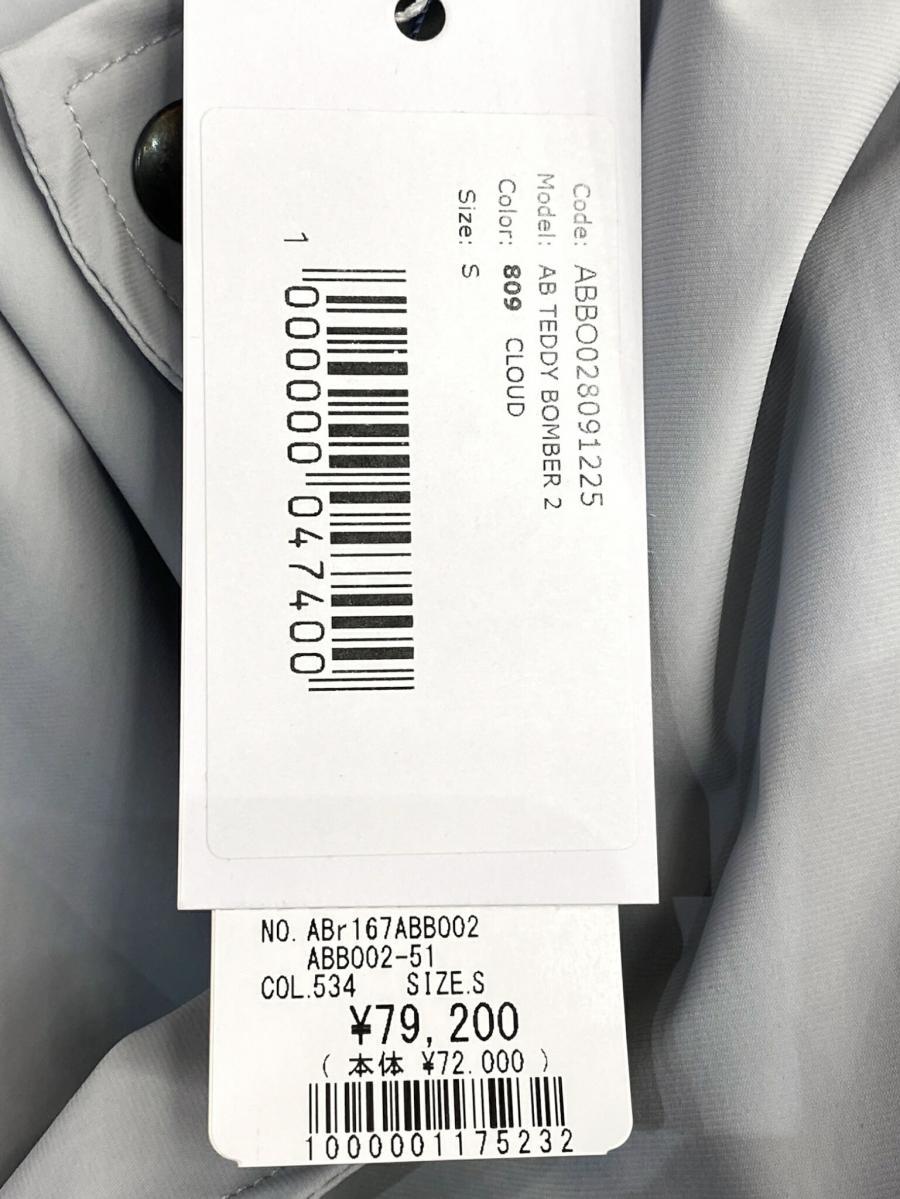 Code: ABBO028091225
Model: AB TEDDY BOMBER 2
Color: 809 CLOUD
Size: S
1 000000 047400
NO. ABr167ABB002
ABB002-51
COL.534 SIZE.S
¥79,200
( 本体 ¥72.000 )
1000001175232